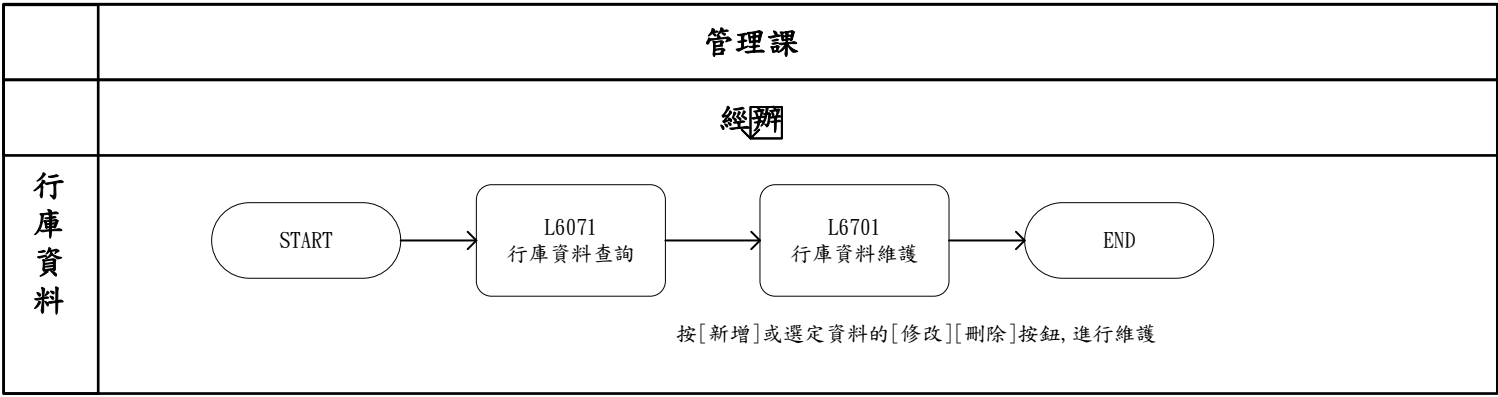 管理課
經辦
行庫資料
START
L6071
行庫資料查詢
L6701
行庫資料維護
END
按[新增]或選定資料的[修改][刪除]按鈕,進行維護